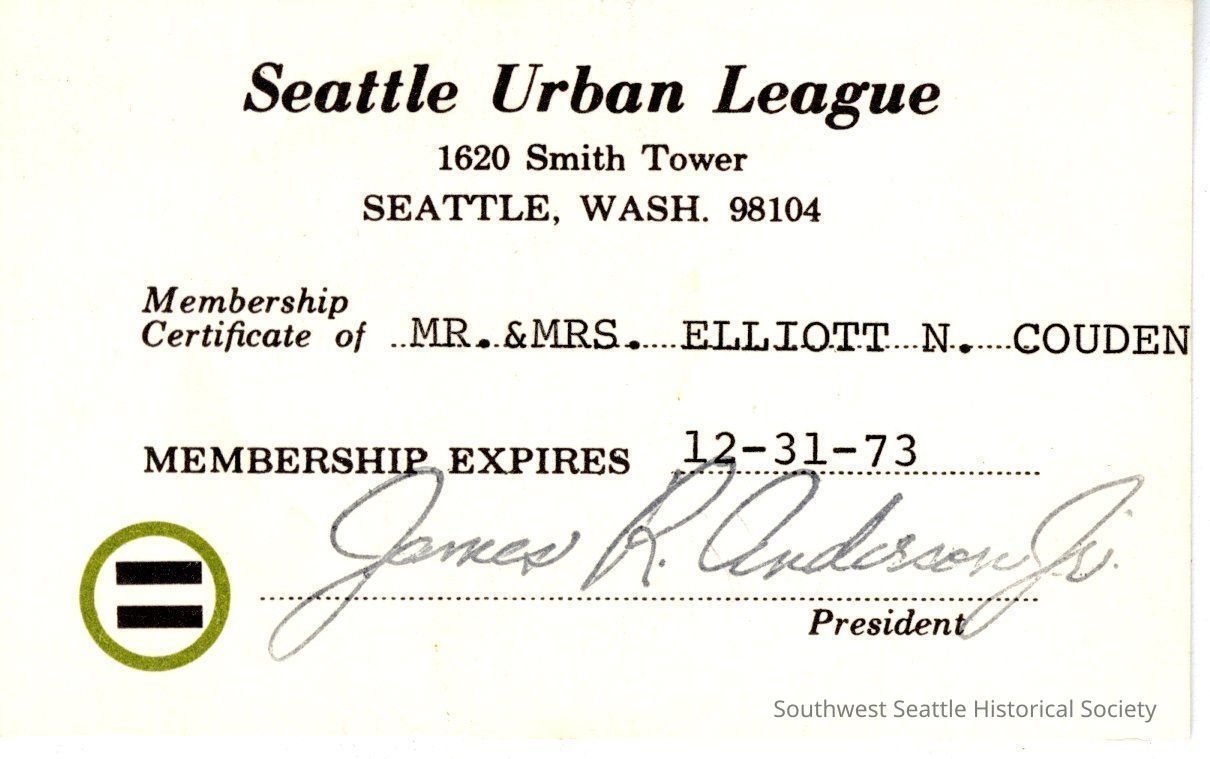 Seattle Urban League
1620 Smith Tower
SEATTLE, WASH. 98104
Membership
Certificate of ..MR. &MRS. ELLIOTT N. COUDEN
MEMBERSHIP EXPIRES 12-31-73
James R. Anderson Jr.
President
Southwest Seattle Historical Society